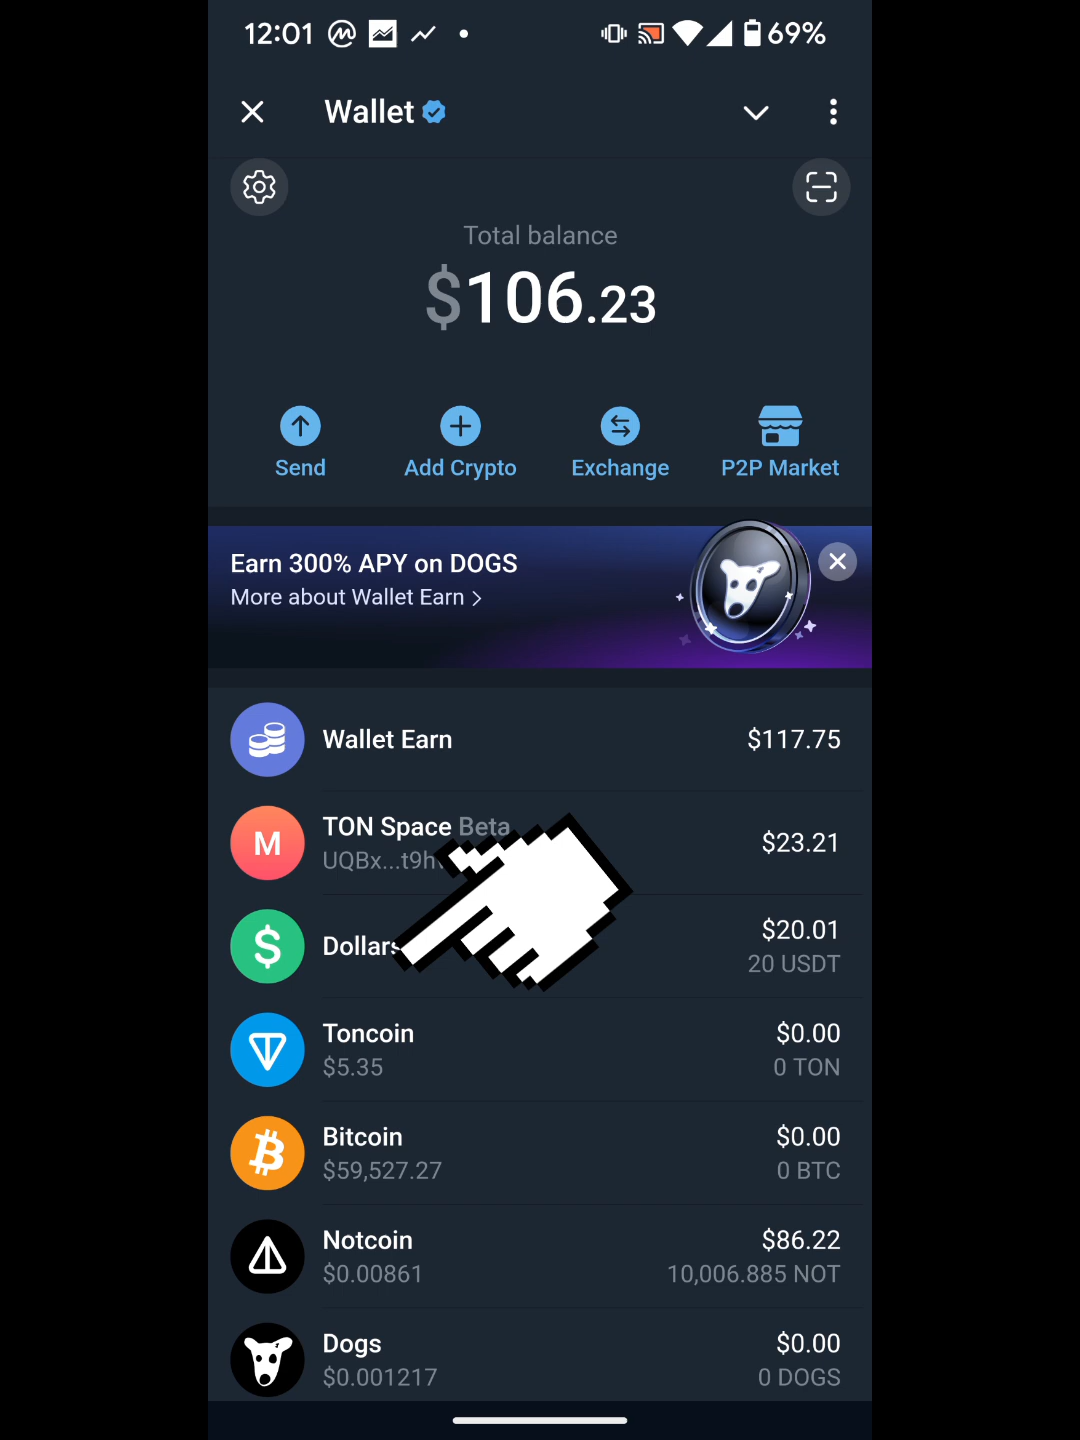 12:01
69%
Wallet
Total balance
$106.23
Send
Add Crypto
Exchange
P2P Market
Earn 300% APY on DOGS
More about Wallet Earn
Wallet Earn
$117.75
M
TON Space Beta
UQBx...t9h
$23.21
Dollars
$20.01
20 USDT
Toncoin
$5.35
$0.00
0 TON
Bitcoin
$59,527.27
$0.00
0 BTC
Notcoin
$0.00861
$86.22
10,006.885 NOT
Dogs
$0.001217
$0.00
0 DOGS